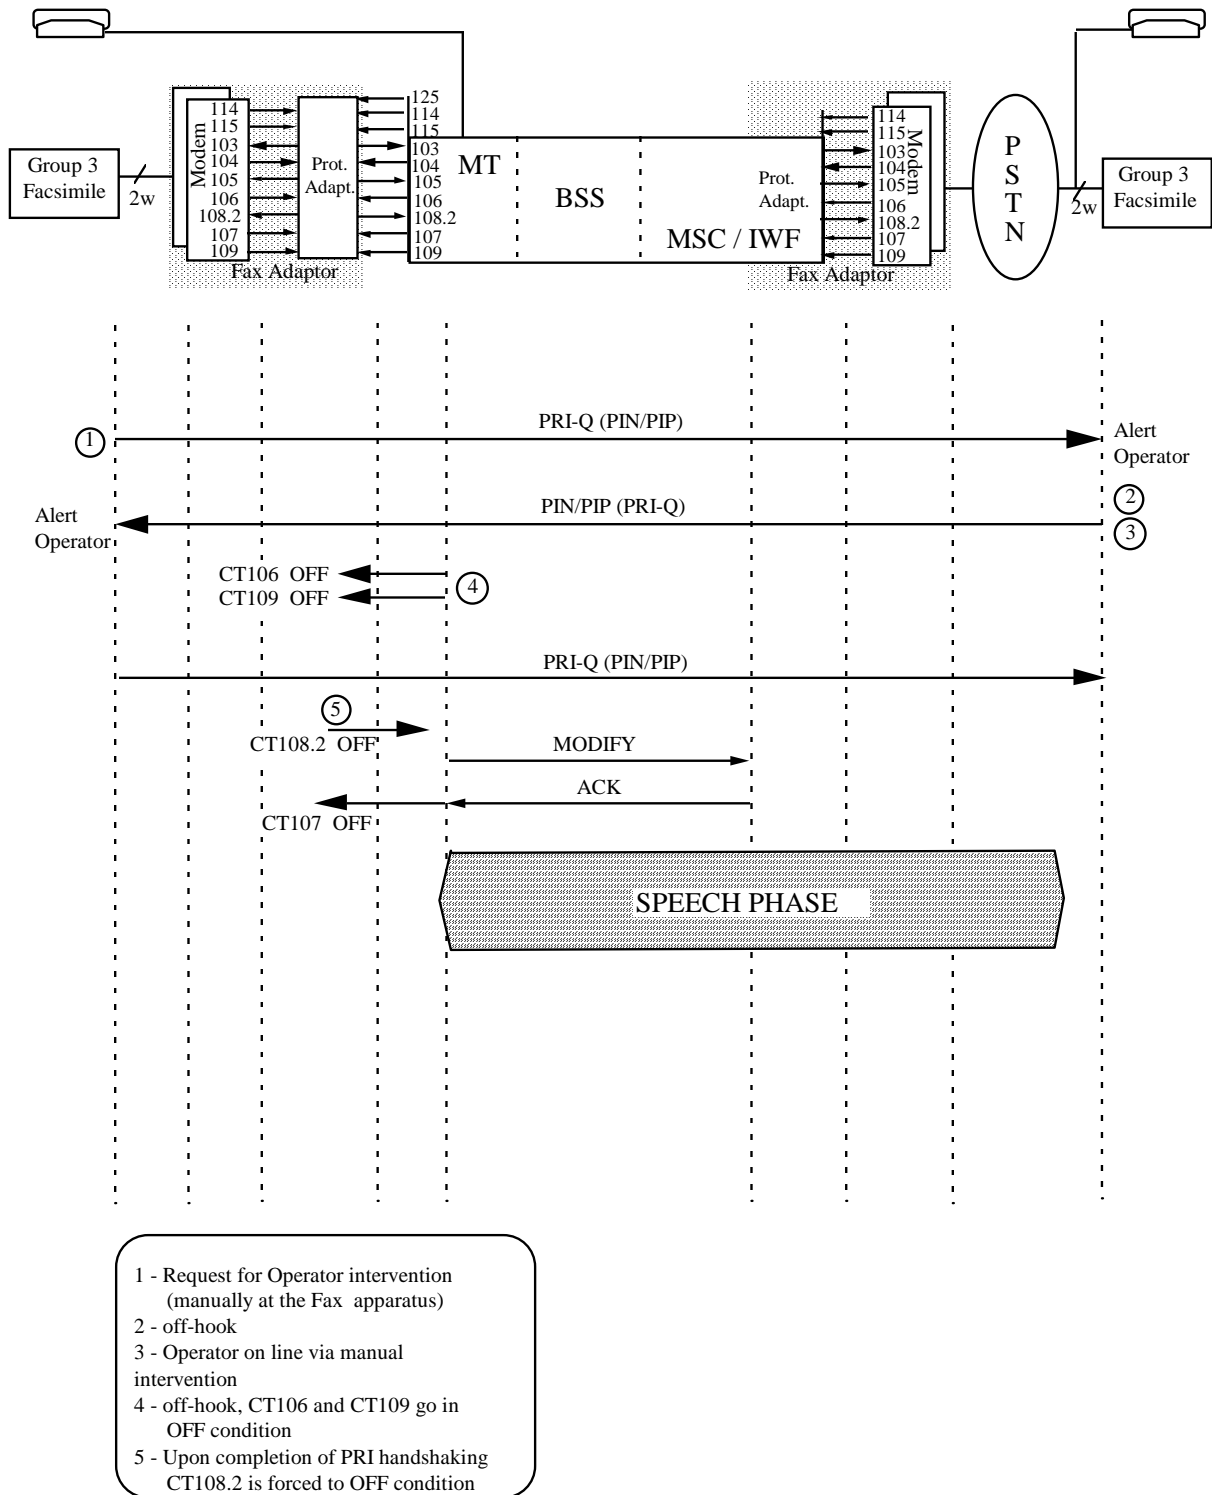 125
114
115
103
104
105
106
108.2
107
109
Modem
Prot.
Adapt.
Fax Adaptor
Group 3
Facsimile
2w
114
115
103
104
105
106
108.2
107
109
MT
BSS
MSC / IWF
Prot.
Adapt.
114
115
103
104
105
106
108.2
107
109
Modem
Fax Adaptor
P
S
T
N
2w
Group 3
Facsimile
1
PRI-Q (PIN/PIP)
Alert
Operator
2
Alert
Operator
PIN/PIP (PRI-Q)
3
CT106 OFF
CT109 OFF
4
PRI-Q (PIN/PIP)
5
CT108.2 OFF
MODIFY
ACK
CT107 OFF
SPEECH PHASE
1 - Request for Operator intervention
(manually at the Fax apparatus)
2 - off-hook
3 - Operator on line via manual
intervention
4 - off-hook, CT106 and CT109 go in
OFF condition
5 - Upon completion of PRI handshaking
CT108.2 is forced to OFF condition